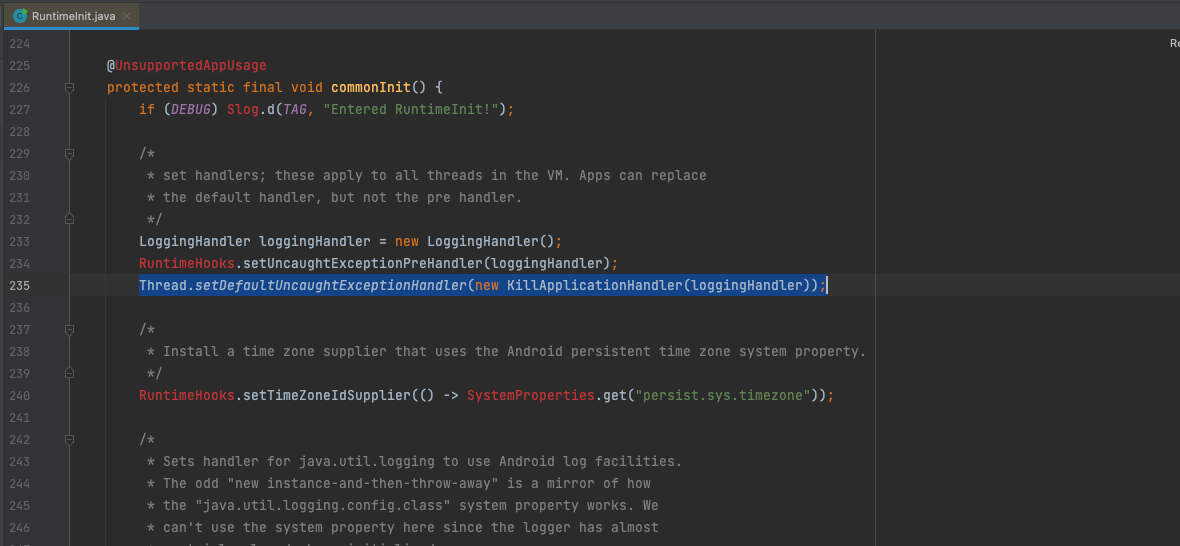 RuntimeInit.java
Re
224
225 @UnsupportedAppUsage
226 protected static final void commonInit() {
227 if (DEBUG) Slog.d(TAG, "Entered RuntimeInit!");
228
229 /*
230 * set handlers; these apply to all threads in the VM. Apps can replace
231 * the default handler, but not the pre handler.
232 */
233 LoggingHandler loggingHandler = new LoggingHandler();
234 RuntimeHooks.setUncaughtExceptionPreHandler(loggingHandler);
235 Thread.setDefaultUncaughtExceptionHandler(new KillApplicationHandler(loggingHandler));
236
237 /*
238 * Install a time zone supplier that uses the Android persistent time zone system property.
239 */
240 RuntimeHooks.setTimeZoneIdSupplier(() -> SystemProperties.get("persist.sys.timezone"));
241
242 /*
243 * Sets handler for java.util.logging to use Android log facilities.
244 * The odd "new instance-and-then-throw-away" is a mirror of how
245 * the "java.util.logging.config.class" system property works. We
246 * can't use the system property here since the logger has almost